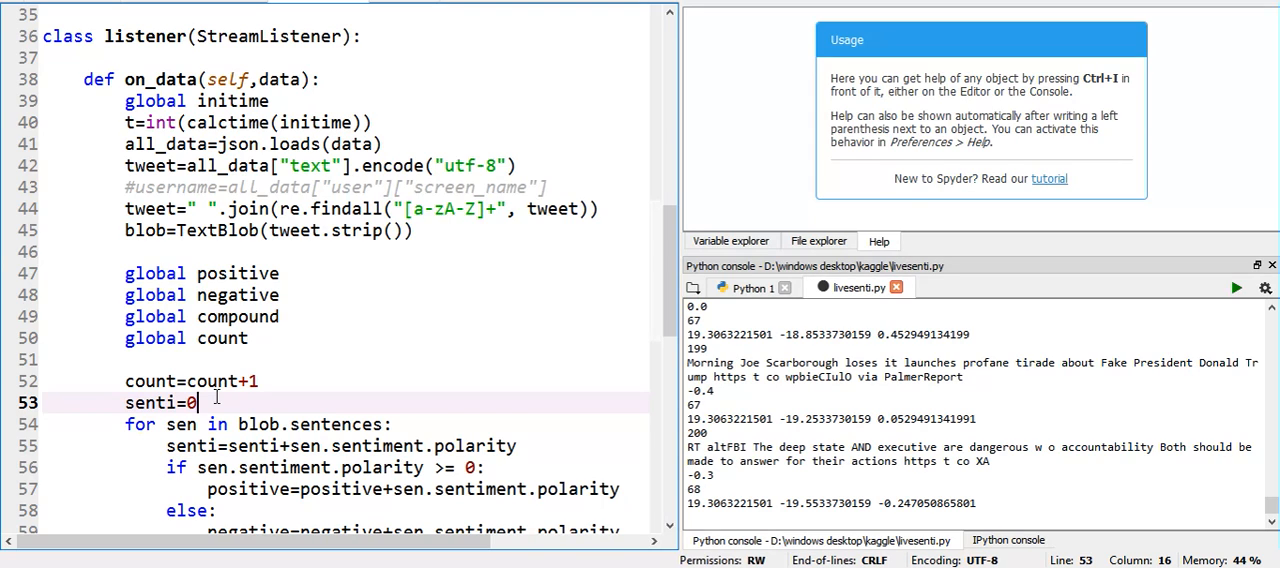 35
36 class listener(StreamListener):
37
38 def on_data(self,data):
39 global initime
40 t=int(calctime(initime))
41 all_data=json.loads(data)
42 tweet=all_data["text"].encode("utf-8")
43 #username=all_data["user"]["screen_name"]
44 tweet=" ".join(re.findall("[a-zA-Z]+", tweet))
45 blob=TextBlob(tweet.strip())
46
47 global positive
48 global negative
49 global compound
50 global count
51
52 count=count+1
53 senti=0
54 for sen in blob.sentences:
55 senti=senti+sen.sentiment.polarity
56 if sen.sentiment.polarity >= 0:
57 positive=positive+sen.sentiment.polarity
58 else:
59 negative=negative+sen.sentiment.polarity
Usage
Here you can get help of any object by pressing Ctrl+I in
front of it, either on the Editor or the Console.
Help can also be shown automatically after writing a left
parenthesis next to an object. You can activate this
behavior in Preferences > Help.
New to Spyder? Read our tutorial
Variable explorer File explorer Help
Python console - D:\windows desktop\kaggle\livesenti.py
Python 1 livesenti.py
0.0
67
19.3063221501 -18.8533730159 0.452949134199
199
Morning Joe Scarborough loses it launches profane tirade about Fake President Donald Tr
ump https t co wpbieCIulO via PalmerReport
-0.4
67
19.3063221501 -19.2533730159 0.0529491341991
200
RT altFBI The deep state AND executive are dangerous w o accountability Both should be
made to answer for their actions https t co XA
-0.3
68
19.3063221501 -19.5533730159 -0.247050865801
Python console - D:\windows desktop\kaggle\livesenti.py IPython console
Permissions: RW End-of-lines: CRLF Encoding: UTF-8 Line: 53 Column: 16 Memory: 44 %